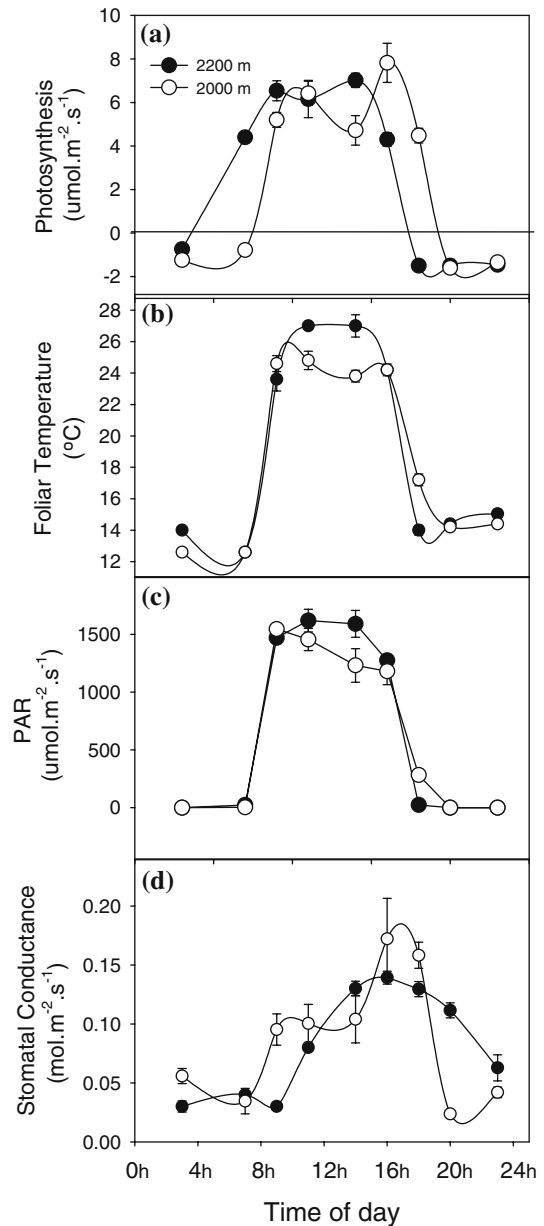 (a)
2200 m
2000 m
10
8
6
4
2
0
-2
Photosynthesis
(umol.m-2.s-1)
(b)
28
26
24
22
20
18
16
14
12
Foliar Temperature
(ºC)
(c)
1500
1000
500
0
PAR
(umol.m-2.s-1)
(d)
0.20
0.15
0.10
0.05
0.00
Stomatal Conductance
(mol.m-2.s-1)
0h 4h 8h 12h 16h 20h 24h
Time of day